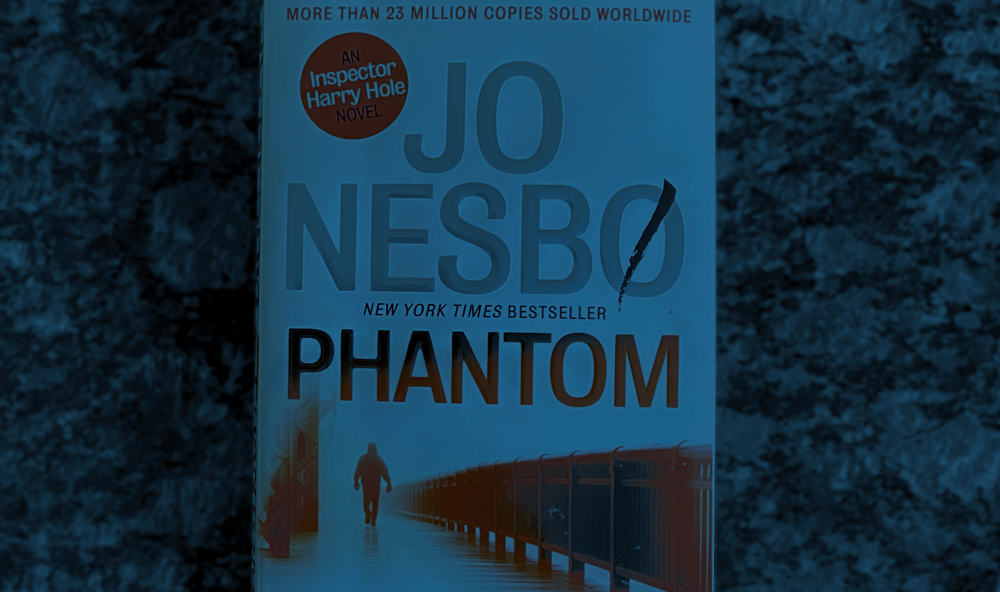 MORE THAN 23 MILLION COPIES SOLD WORLDWIDE
AN
Inspector
Harry Hole
NOVEL
JO
NESBØ
NEW YORK TIMES BESTSELLER
PHANTOM